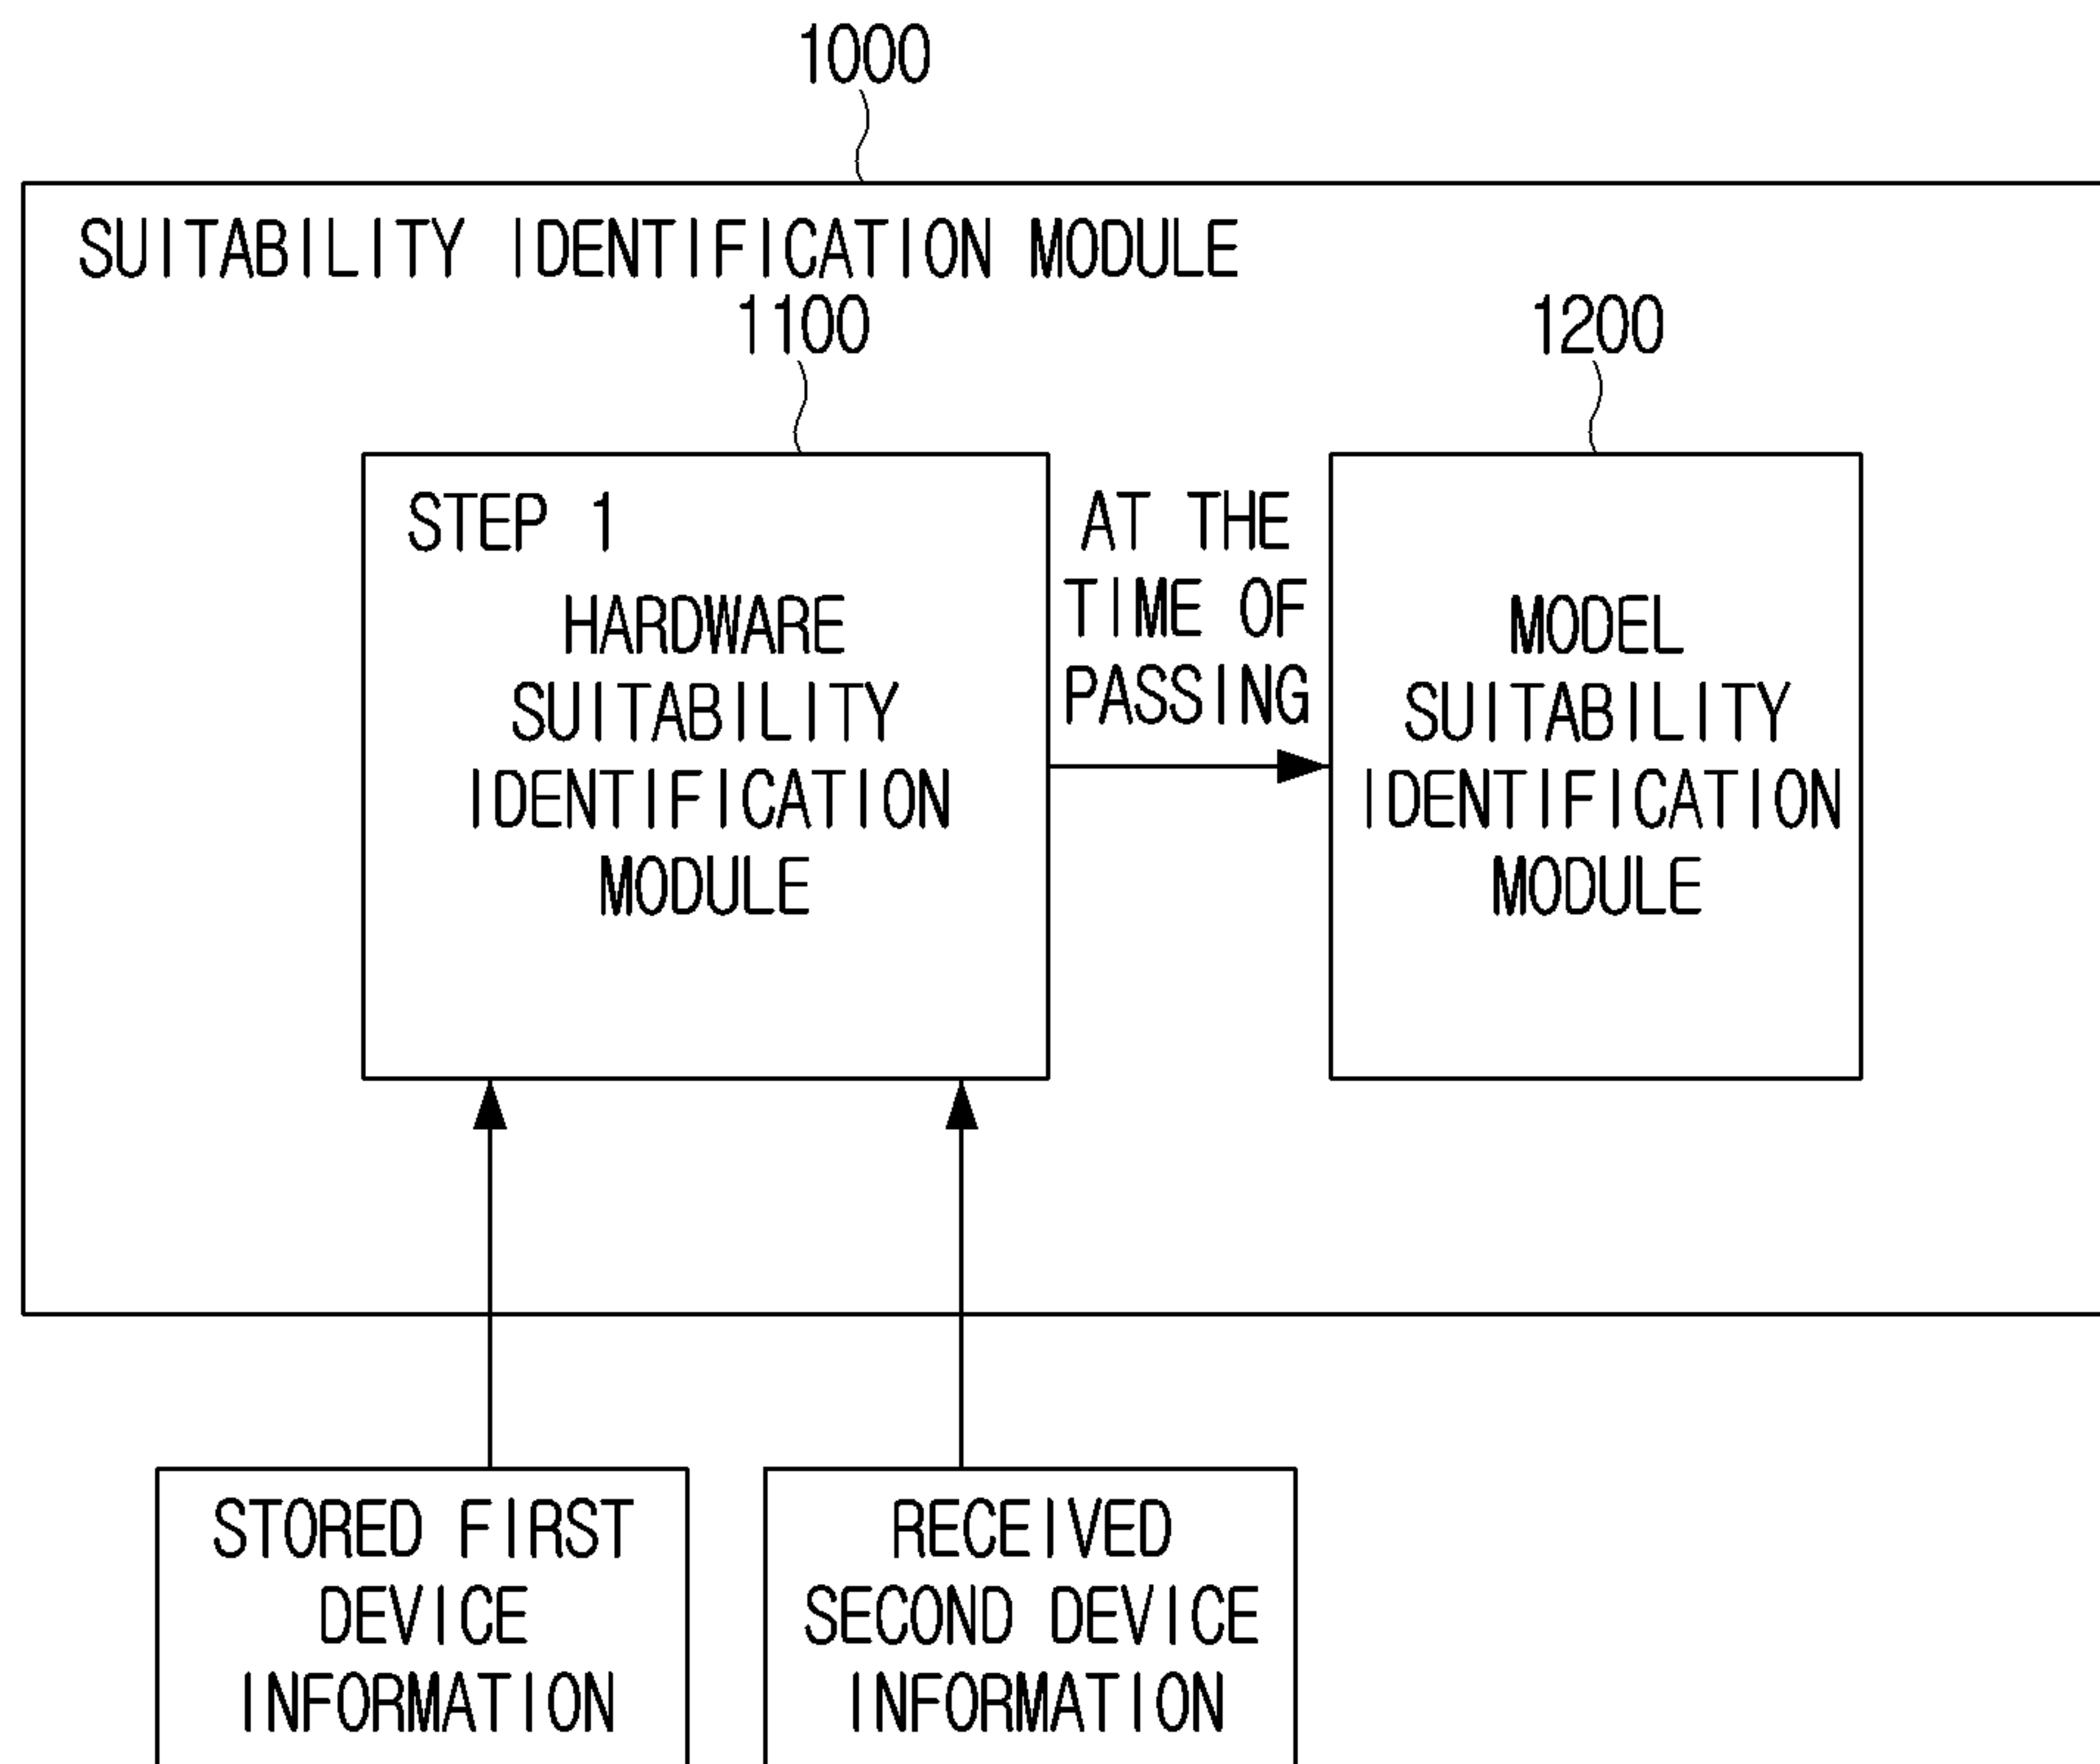 1000
SUITABILITY IDENTIFICATION MODULE
1100
1200
STEP 1
HARDWARE
SUITABILITY
IDENTIFICATION
MODULE
AT THE
TIME OF
PASSING
MODEL
SUITABILITY
IDENTIFICATION
MODULE
STORED FIRST
DEVICE
INFORMATION
RECEIVED
SECOND DEVICE
INFORMATION